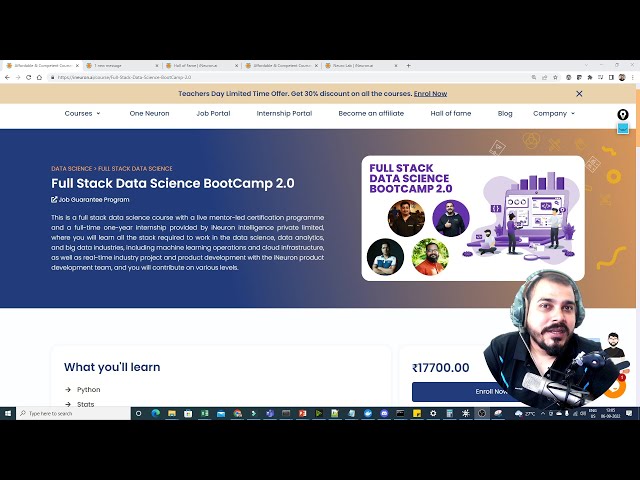 Affordable & Competent Course
1 new message
Hall of Fame | iNeuron.ai
Affordable & Competent Course
Neuro Lab | iNeuron.ai
https://ineuron.ai/course/Full-Stack-Data-Science-BootCamp-2.0
Teachers Day Limited Time Offer. Get 30% discount on all the courses. Enrol Now
Courses
One Neuron
Job Portal
Internship Portal
Become an affiliate
Hall of fame
Blog
Company
DATA SCIENCE > FULL STACK DATA SCIENCE
Full Stack Data Science BootCamp 2.0
Job Guarantee Program
This is a full stack data science course with a live mentor-led certification programme
and a full-time one-year internship provided by iNeuron Intelligence private limited,
where you will learn all the stack required to work in the data science, data analytics,
and big data industries, including machine learning operations and cloud infrastructure,
as well as real-time industry project and product development with the iNeuron product
development team, and you will contribute on various levels.
FULL STACK
DATA SCIENCE
BOOTCAMP 2.0
What you'll learn
Python
Stats
₹17700.00
Enroll Now
Type here to search
27°C
ENG
US
13:05
06-09-2022